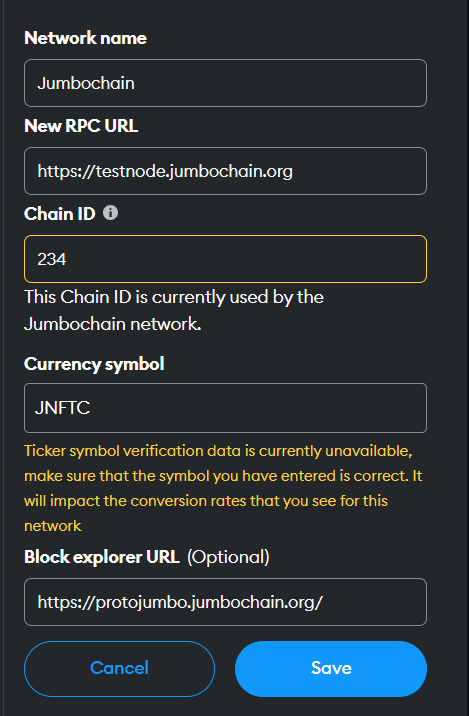 Network name
Jumbochain
New RPC URL
https://testnode.jumbochain.org
Chain ID
234
This Chain ID is currently used by the
Jumbochain network.
Currency symbol
JNFTC
Ticker symbol verification data is currently unavailable,
make sure that the symbol you have entered is correct. It
will impact the conversion rates that you see for this
network
Block explorer URL (Optional)
https://protojumbo.jumbochain.org/
Cancel Save